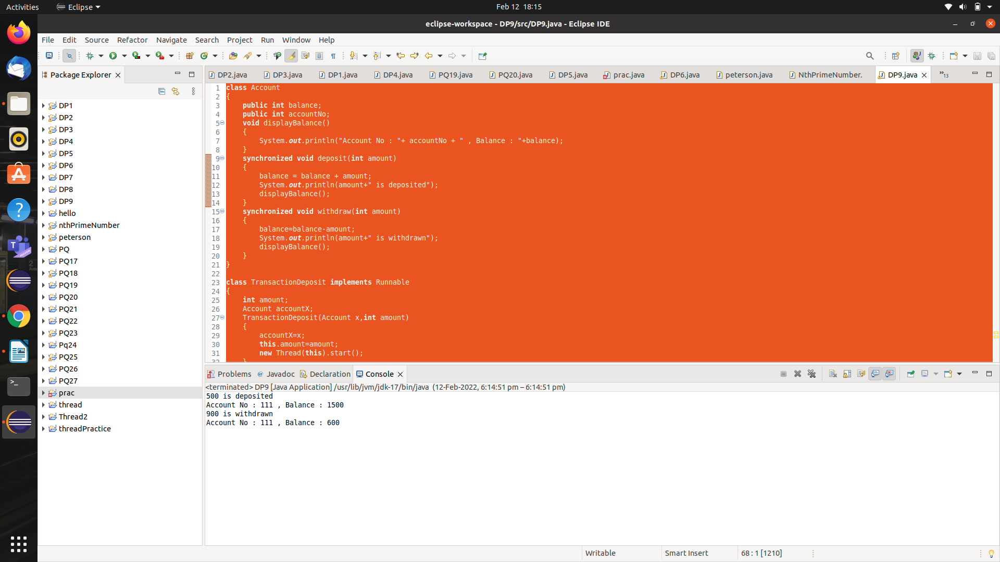 Activities
Eclipse
Feb 12 18:15
eclipse-workspace - DP9/src/DP9.java - Eclipse IDE
File Edit Source Refactor Navigate Search Project Run Window Help
Package Explorer
DP1
DP2
DP3
DP4
DP5
DP6
DP7
DP8
DP9
hello
nthPrimeNumber
peterson
PQ
PQ17
PQ18
PQ19
PQ20
PQ21
PQ22
PQ23
Pq24
PQ25
PQ26
PQ27
prac
thread
Thread2
threadPractice
DP2.java DP3.java DP1.java DP4.java PQ19.java PQ20.java DP5.java prac.java DP6.java peterson.java NthPrimeNumber. DP9.java »13
1 class Account
2 {
3 public int balance;
4 public int accountNo;
5 void displayBalance()
6 {
7 System.out.println("Account No : "+ accountNo + " , Balance : "+balance);
8 }
9 synchronized void deposit(int amount)
10 {
11 balance = balance + amount;
12 System.out.println(amount+" is deposited");
13 displayBalance();
14 }
15 synchronized void withdraw(int amount)
16 {
17 balance=balance-amount;
18 System.out.println(amount+" is withdrawn");
19 displayBalance();
20 }
21 }
22
23 class TransactionDeposit implements Runnable
24 {
25 int amount;
26 Account accountX;
27 TransactionDeposit(Account x,int amount)
28 {
29 accountX=x;
30 this.amount=amount;
31 new Thread(this).start();
32 }
Problems Javadoc Declaration Console
<terminated> DP9 [Java Application] /usr/lib/jvm/jdk-17/bin/java (12-Feb-2022, 6:14:51 pm – 6:14:51 pm)
500 is deposited
Account No : 111 , Balance : 1500
900 is withdrawn
Account No : 111 , Balance : 600
Writable Smart Insert 68 : 1 [1210]